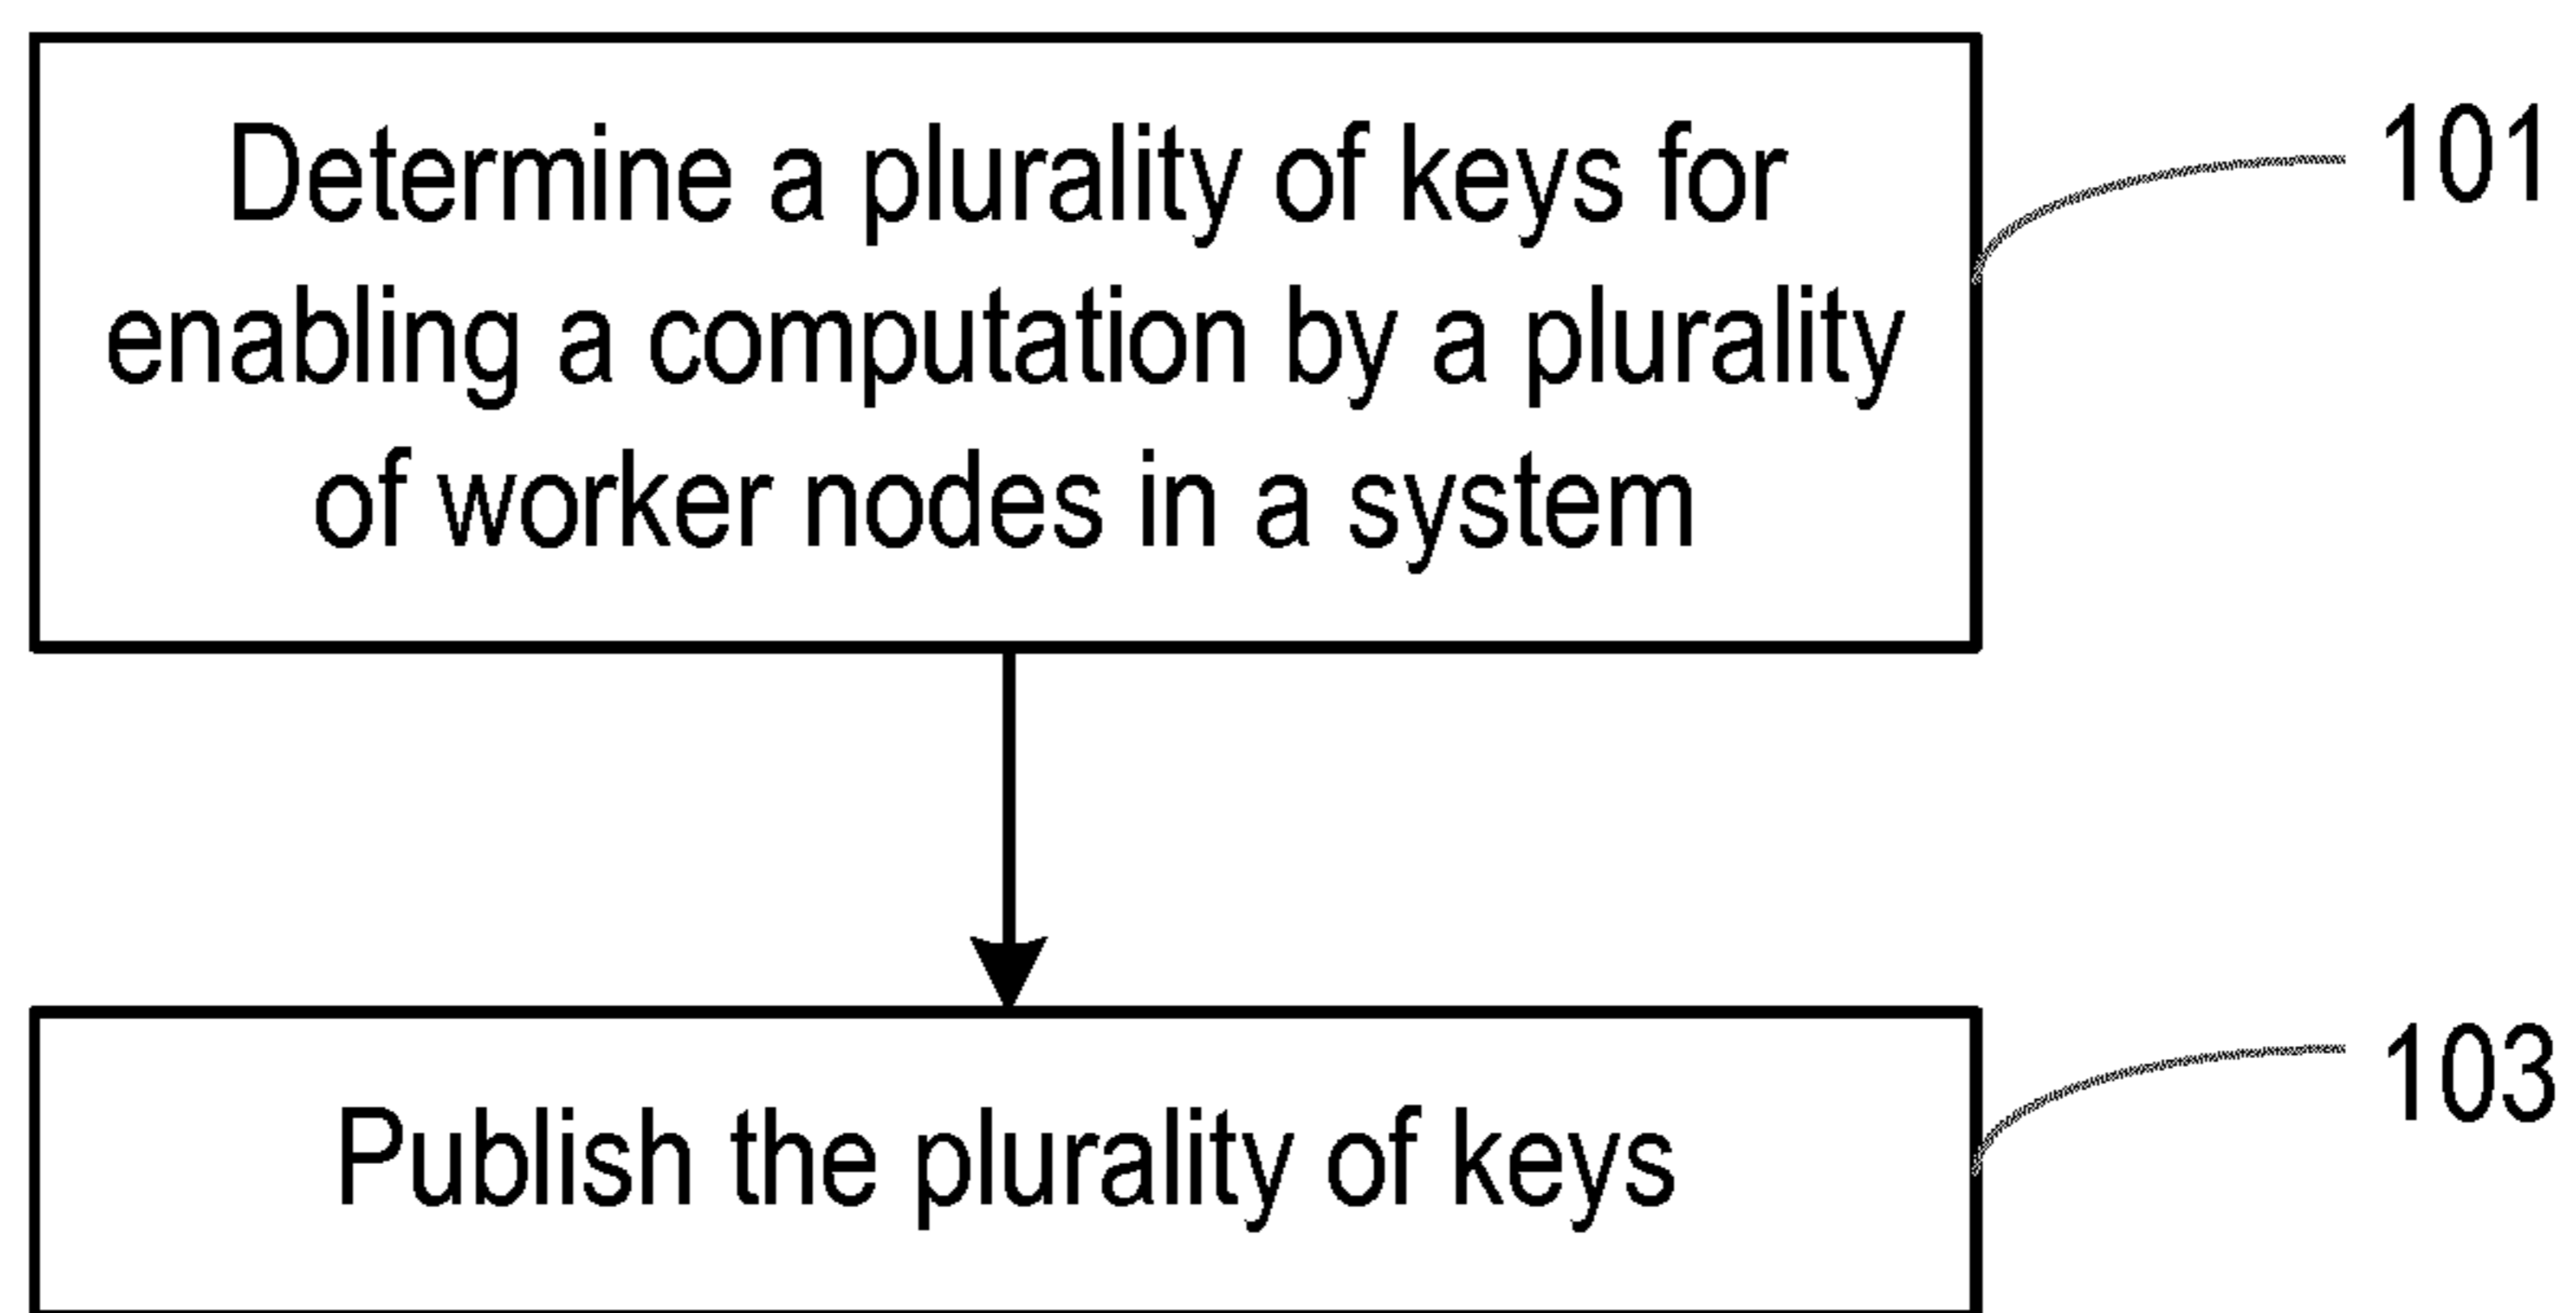 Determine a plurality of keys for
enabling a computation by a plurality
of worker nodes in a system
101
Publish the plurality of keys
103